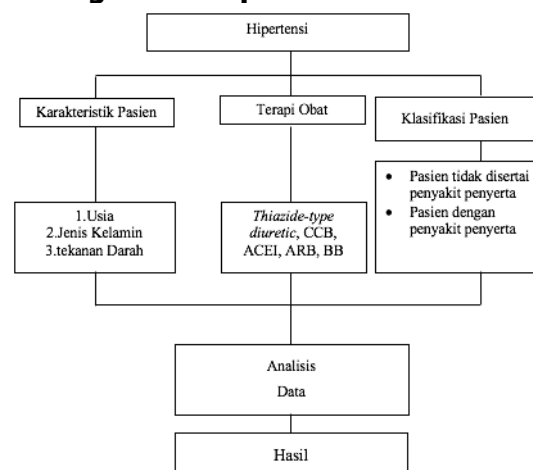 Hipertensi
Karakteristik Pasien
Terapi Obat
Klasifikasi Pasien
1.Usia
2.Jenis Kelamin
3.tekanan Darah
Thiazide-type
diuretic, CCB,
ACEI, ARB, BB
• Pasien tidak disertai
penyakit penyerta
• Pasien dengan
penyakit penyerta
Analisis
Data
Hasil